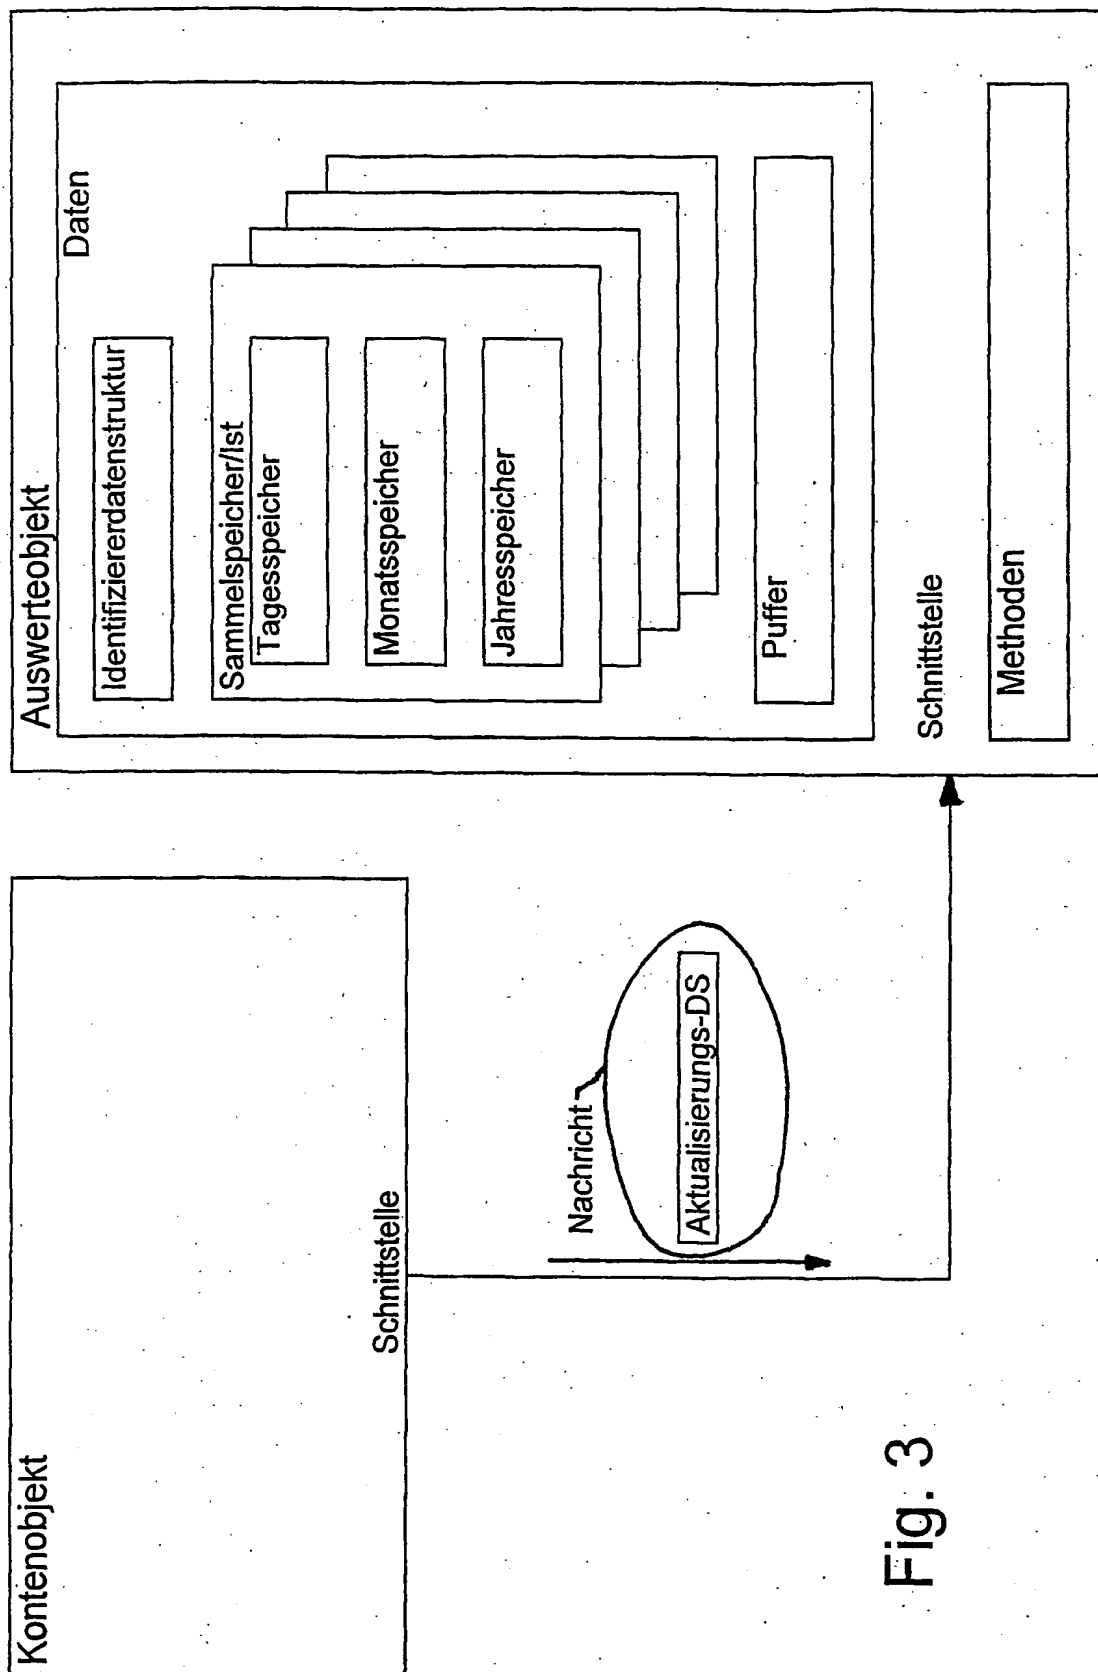 Kontenobjekt
Schnittstelle
Nachricht
Aktualisierungs-DS
Auswerteobjekt
Daten
Identifiziererdatenstruktur
Sammelspeicher/Ist
Tagesspeicher
Monatsspeicher
Jahresspeicher
Puffer
Schnittstelle
Methoden
Fig. 3